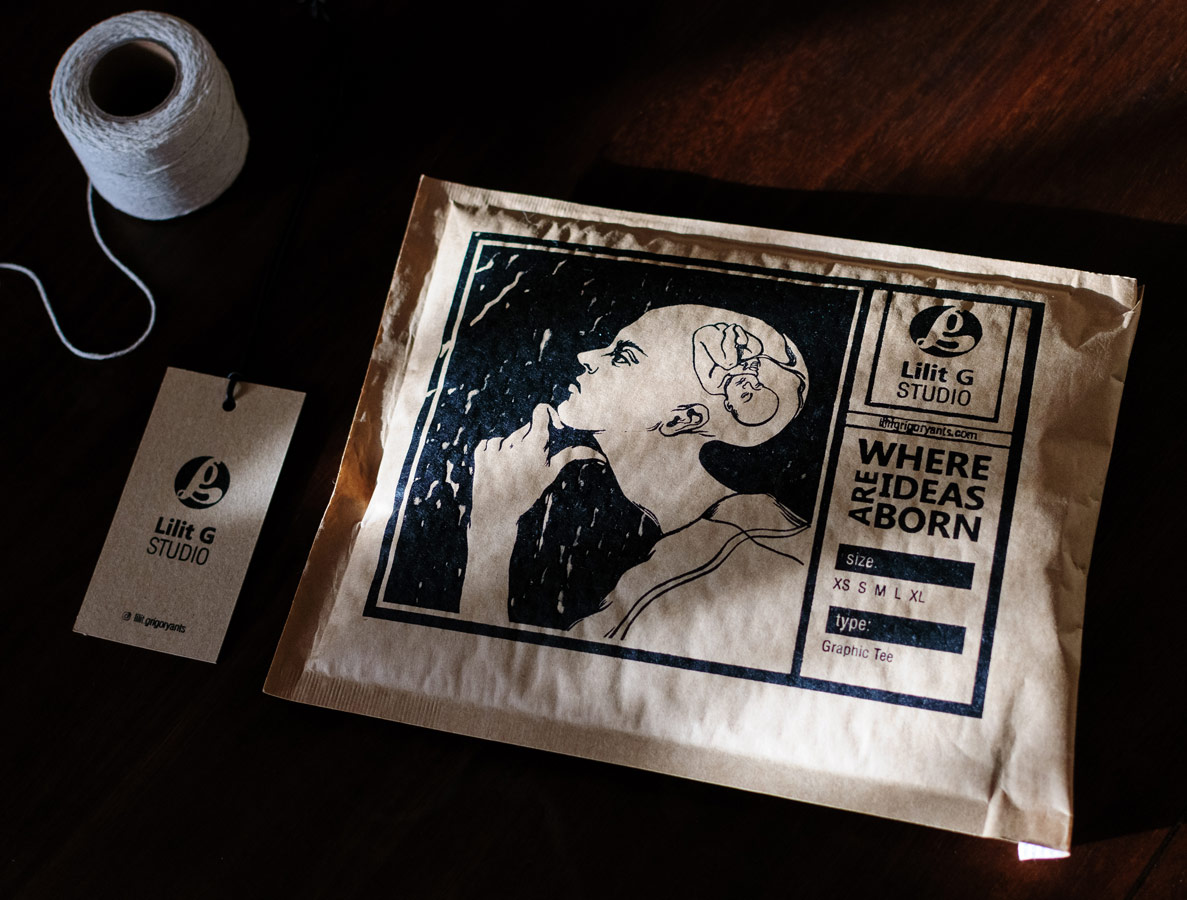 Lilit G
STUDIO
lilit.grigoryants
Lilit G
STUDIO
lilitgrigoryants.com
WHERE
ARE IDEAS
BORN
size:
XS S M L XL
type:
Graphic Tee